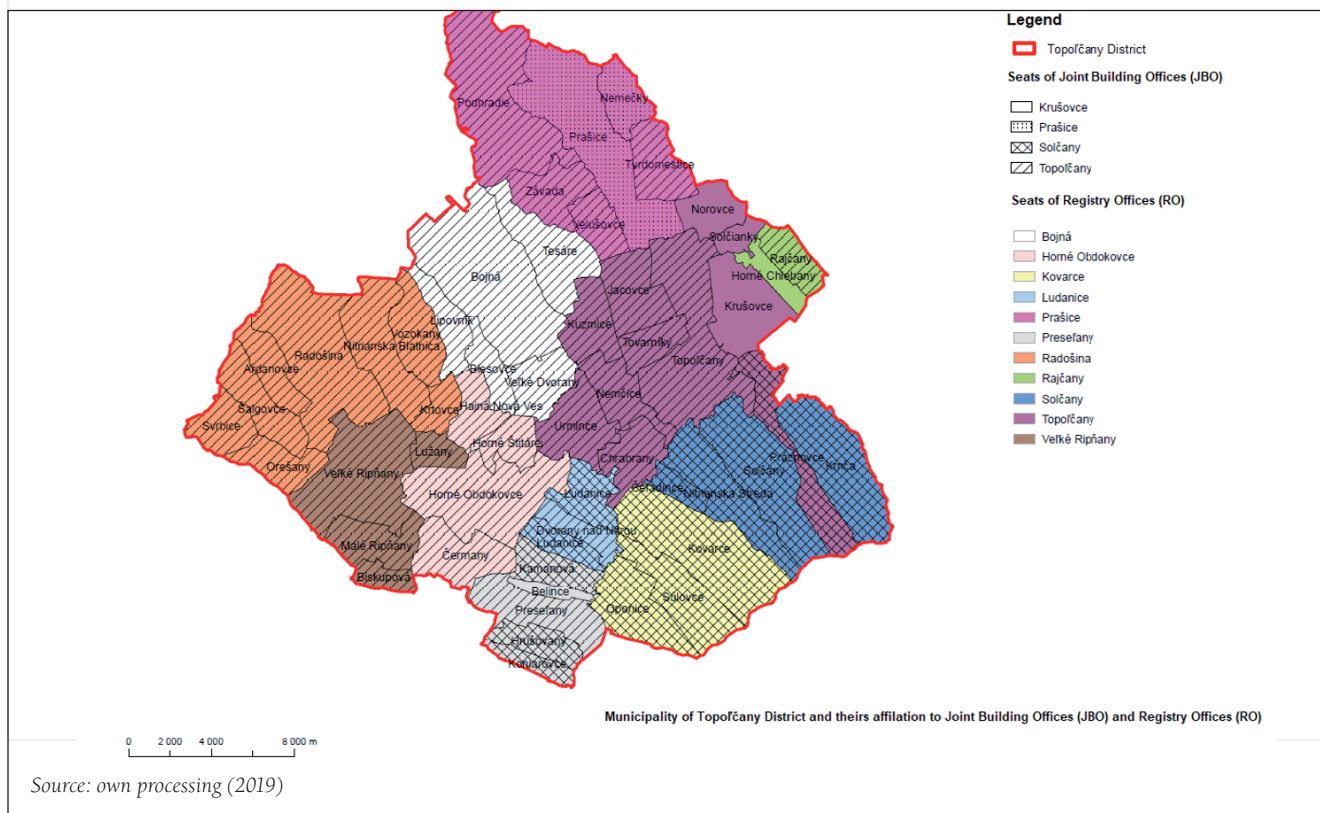 Legend
Topoľčany District
Seats of Joint Building Offices (JBO)
Krušovce
Prašice
Solčany
Topoľčany
Seats of Registry Offices (RO)
Bojná
Horné Obdokovce
Kovarce
Ludanice
Prašice
Preseľany
Radošina
Rajčany
Solčany
Topoľčany
Veľké Ripňany
Podhradie
Nemečky
Prašice
Tvrdomestice
Závada
Velušovce
Norovce
Solčianky
Rajčany
Horné Chlebany
Tesáre
Bojná
Jacovce
Krušovce
Kuzmice
Lipovník
Vozokany
Tovarníky
Nitrianska Blatnica
Radošina
Topoľčany
Ardanovce
Blesovce
Veľké Dvorany
Nemčice
Hajná Nová Ves
Krtovce
Šalgovce
Svrbice
Urmince
Horné Štitáre
Lužany
Chrabrany
Práznovce
Krnča
Orešany
Veľké Ripňany
Solčany
Čeľadince
Nitrianska Streda
Horné Obdokovce
Ludanice
Dvorany nad Nitrou
Ludanice
Malé Ripňany
Čermany
Kovarce
Kamanová
Biskupová
Belince
Oponice
Súlovce
Preseľany
Hrušovany
Koniarovce
Municipality of Topoľčany District and theirs affilation to Joint Building Offices (JBO) and Registry Offices (RO)
0 2 000 4 000 8 000 m
Source: own processing (2019)